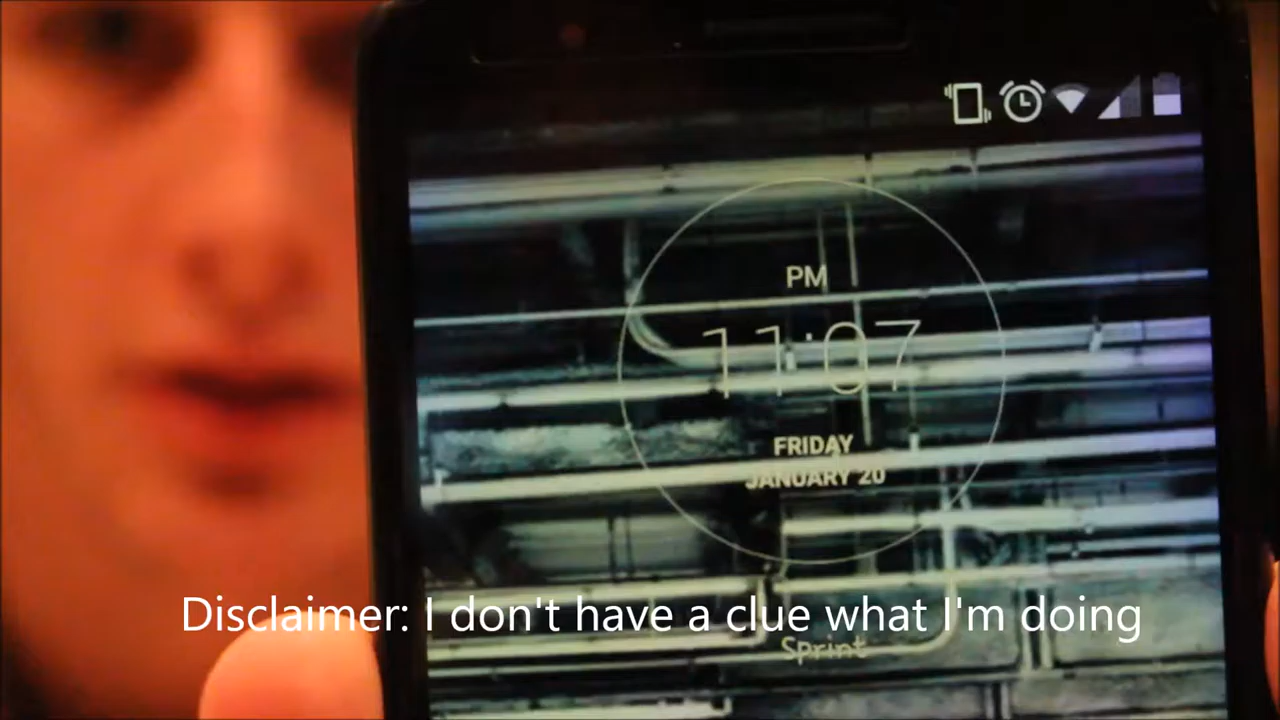 PM
11:07
FRIDAY
JANUARY 20
Disclaimer: I don't have a clue what I'm doing
Sprint